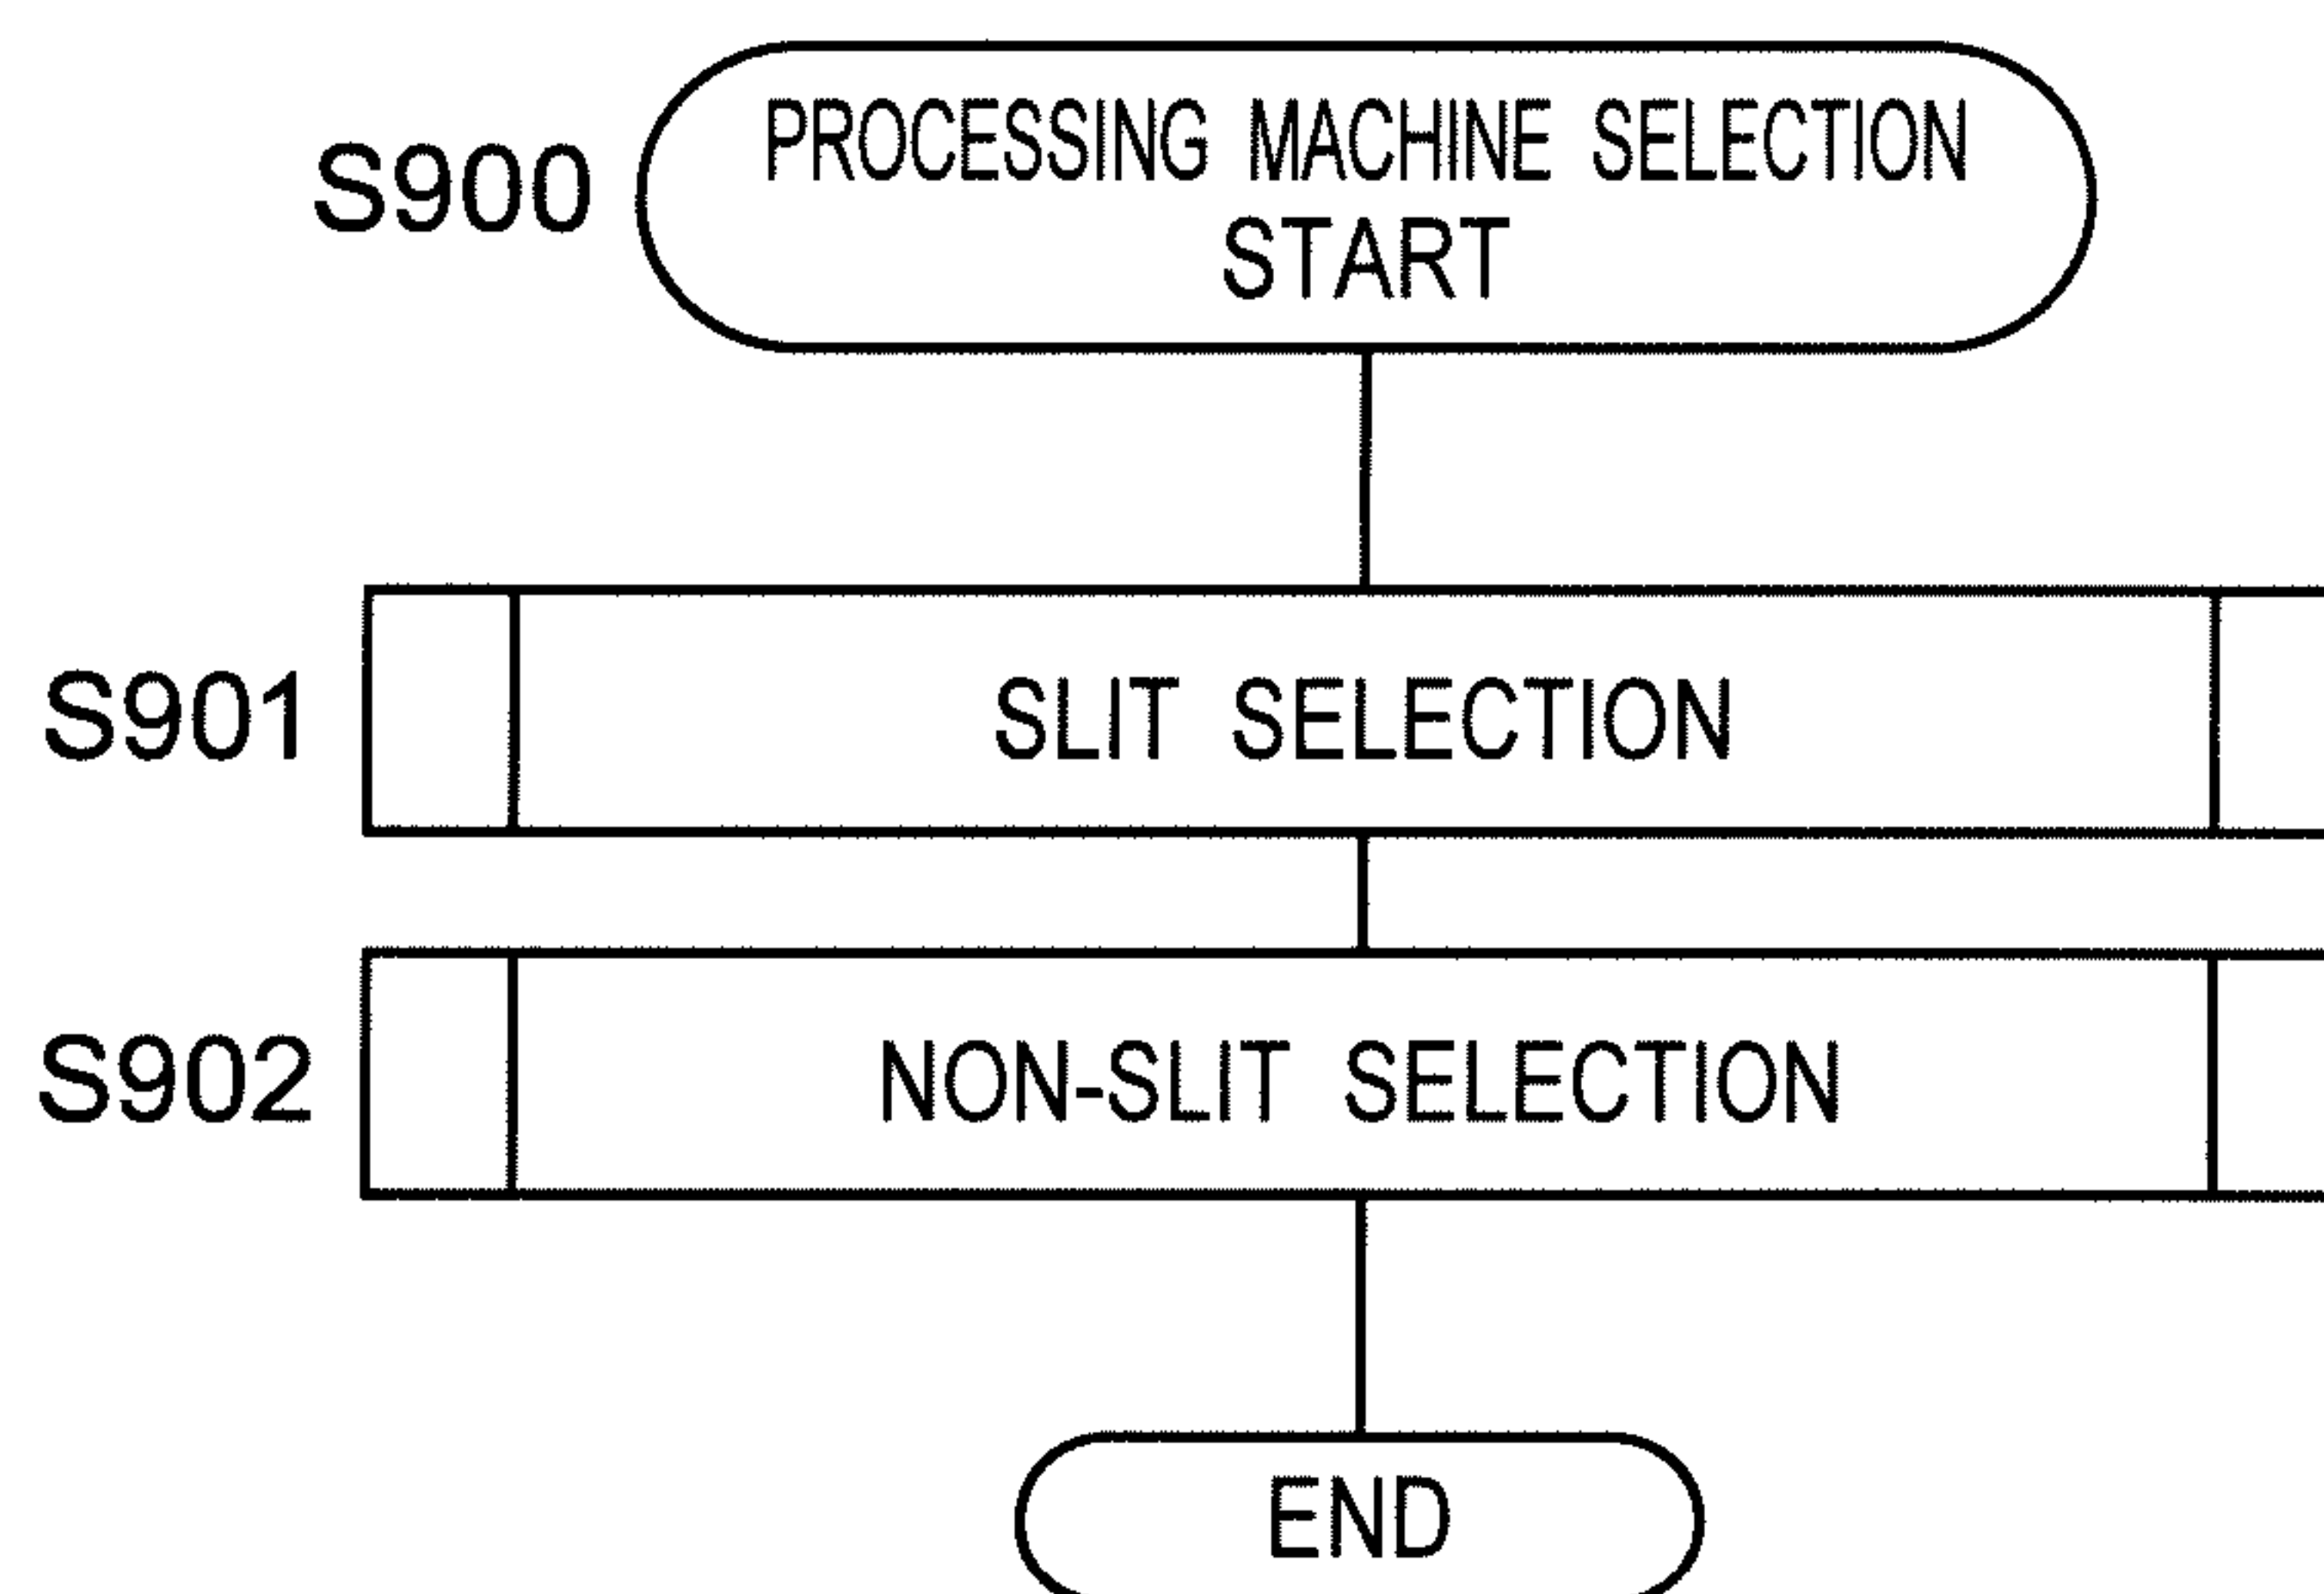 S900
PROCESSING MACHINE SELECTION
START
S901
SLIT SELECTION
S902
NON-SLIT SELECTION
END